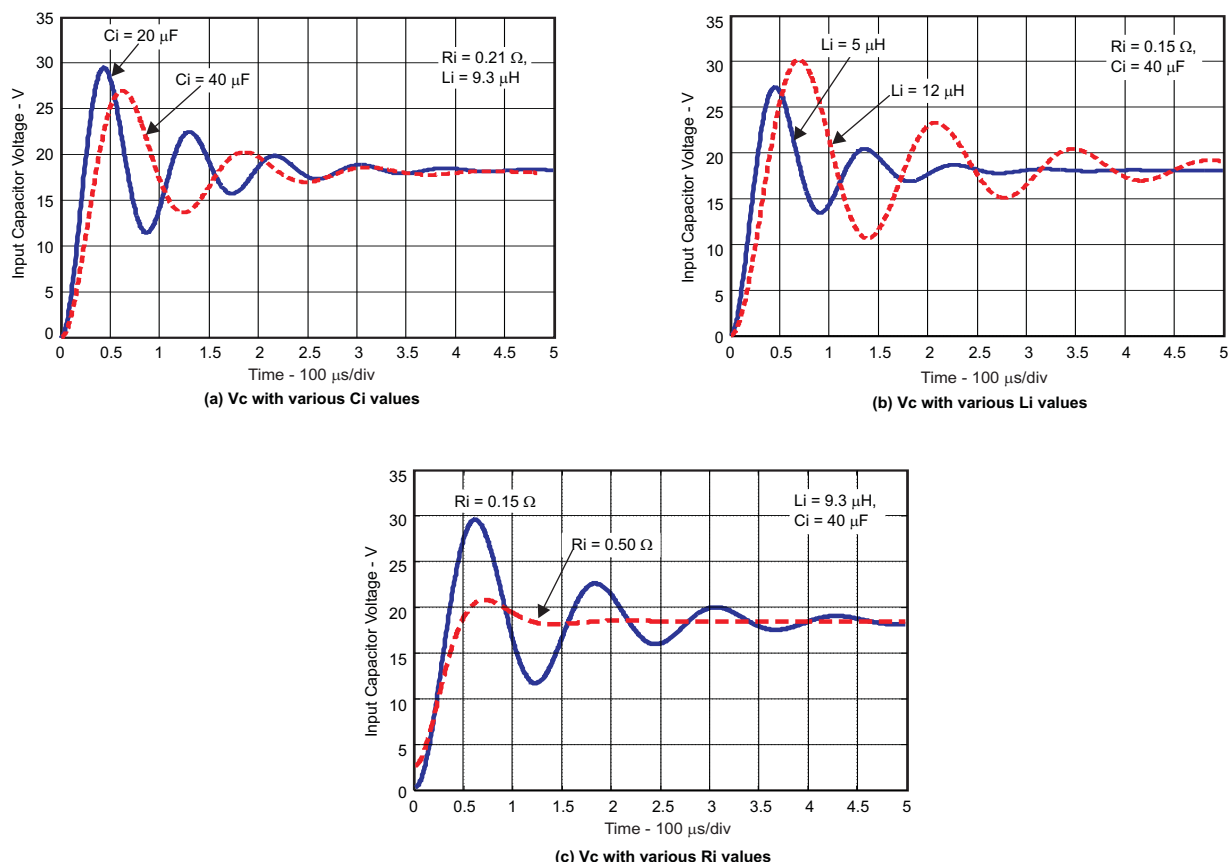 35
30
25
20
15
10
5
0
Input Capacitor Voltage - V
Ci = 20 μF
Ci = 40 μF
Ri = 0.21 Ω,
Li = 9.3 μH
0 0.5 1 1.5 2 2.5 3 3.5 4 4.5 5
Time - 100 μs/div
(a) Vc with various Ci values
35
30
25
20
15
10
5
0
Input Capacitor Voltage - V
Li = 5 μH
Li = 12 μH
Ri = 0.15 Ω,
Ci = 40 μF
0 0.5 1 1.5 2 2.5 3 3.5 4 4.5 5
Time - 100 μs/div
(b) Vc with various Li values
35
30
25
20
15
10
5
0
Input Capacitor Voltage - V
Ri = 0.15 Ω
Ri = 0.50 Ω
Li = 9.3 μH,
Ci = 40 μF
0 0.5 1 1.5 2 2.5 3 3.5 4 4.5 5
Time - 100 μs/div
(c) Vc with various Ri values